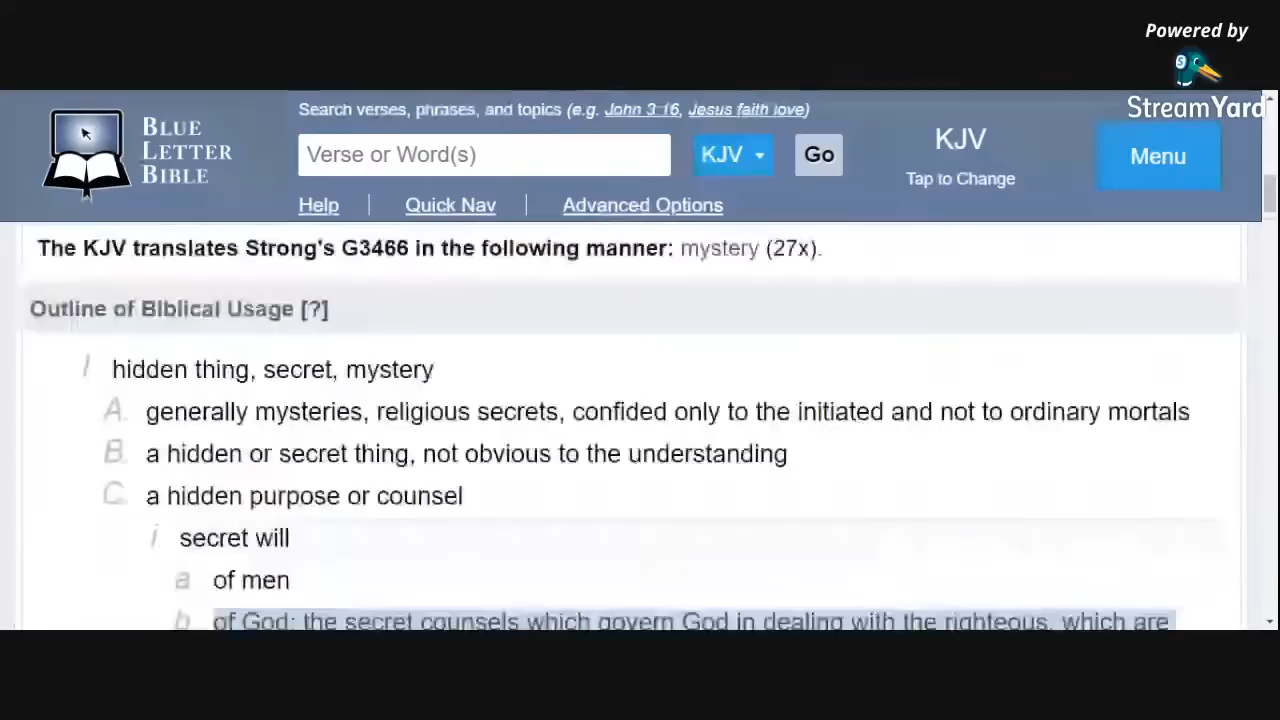 Powered by
StreamYard
BLUE
LETTER
BIBLE
Search verses, phrases, and topics (e.g. John 3:16, Jesus faith love)
Verse or Word(s)
KJV
Go
KJV
Tap to Change
Menu
Help
Quick Nav
Advanced Options
The KJV translates Strong's G3466 in the following manner: mystery (27x).
Outline of Biblical Usage [?]
I hidden thing, secret, mystery
A. generally mysteries, religious secrets, confided only to the initiated and not to ordinary mortals
B. a hidden or secret thing, not obvious to the understanding
C. a hidden purpose or counsel
i secret will
a of men
b of God: the secret counsels which govern God in dealing with the righteous, which are